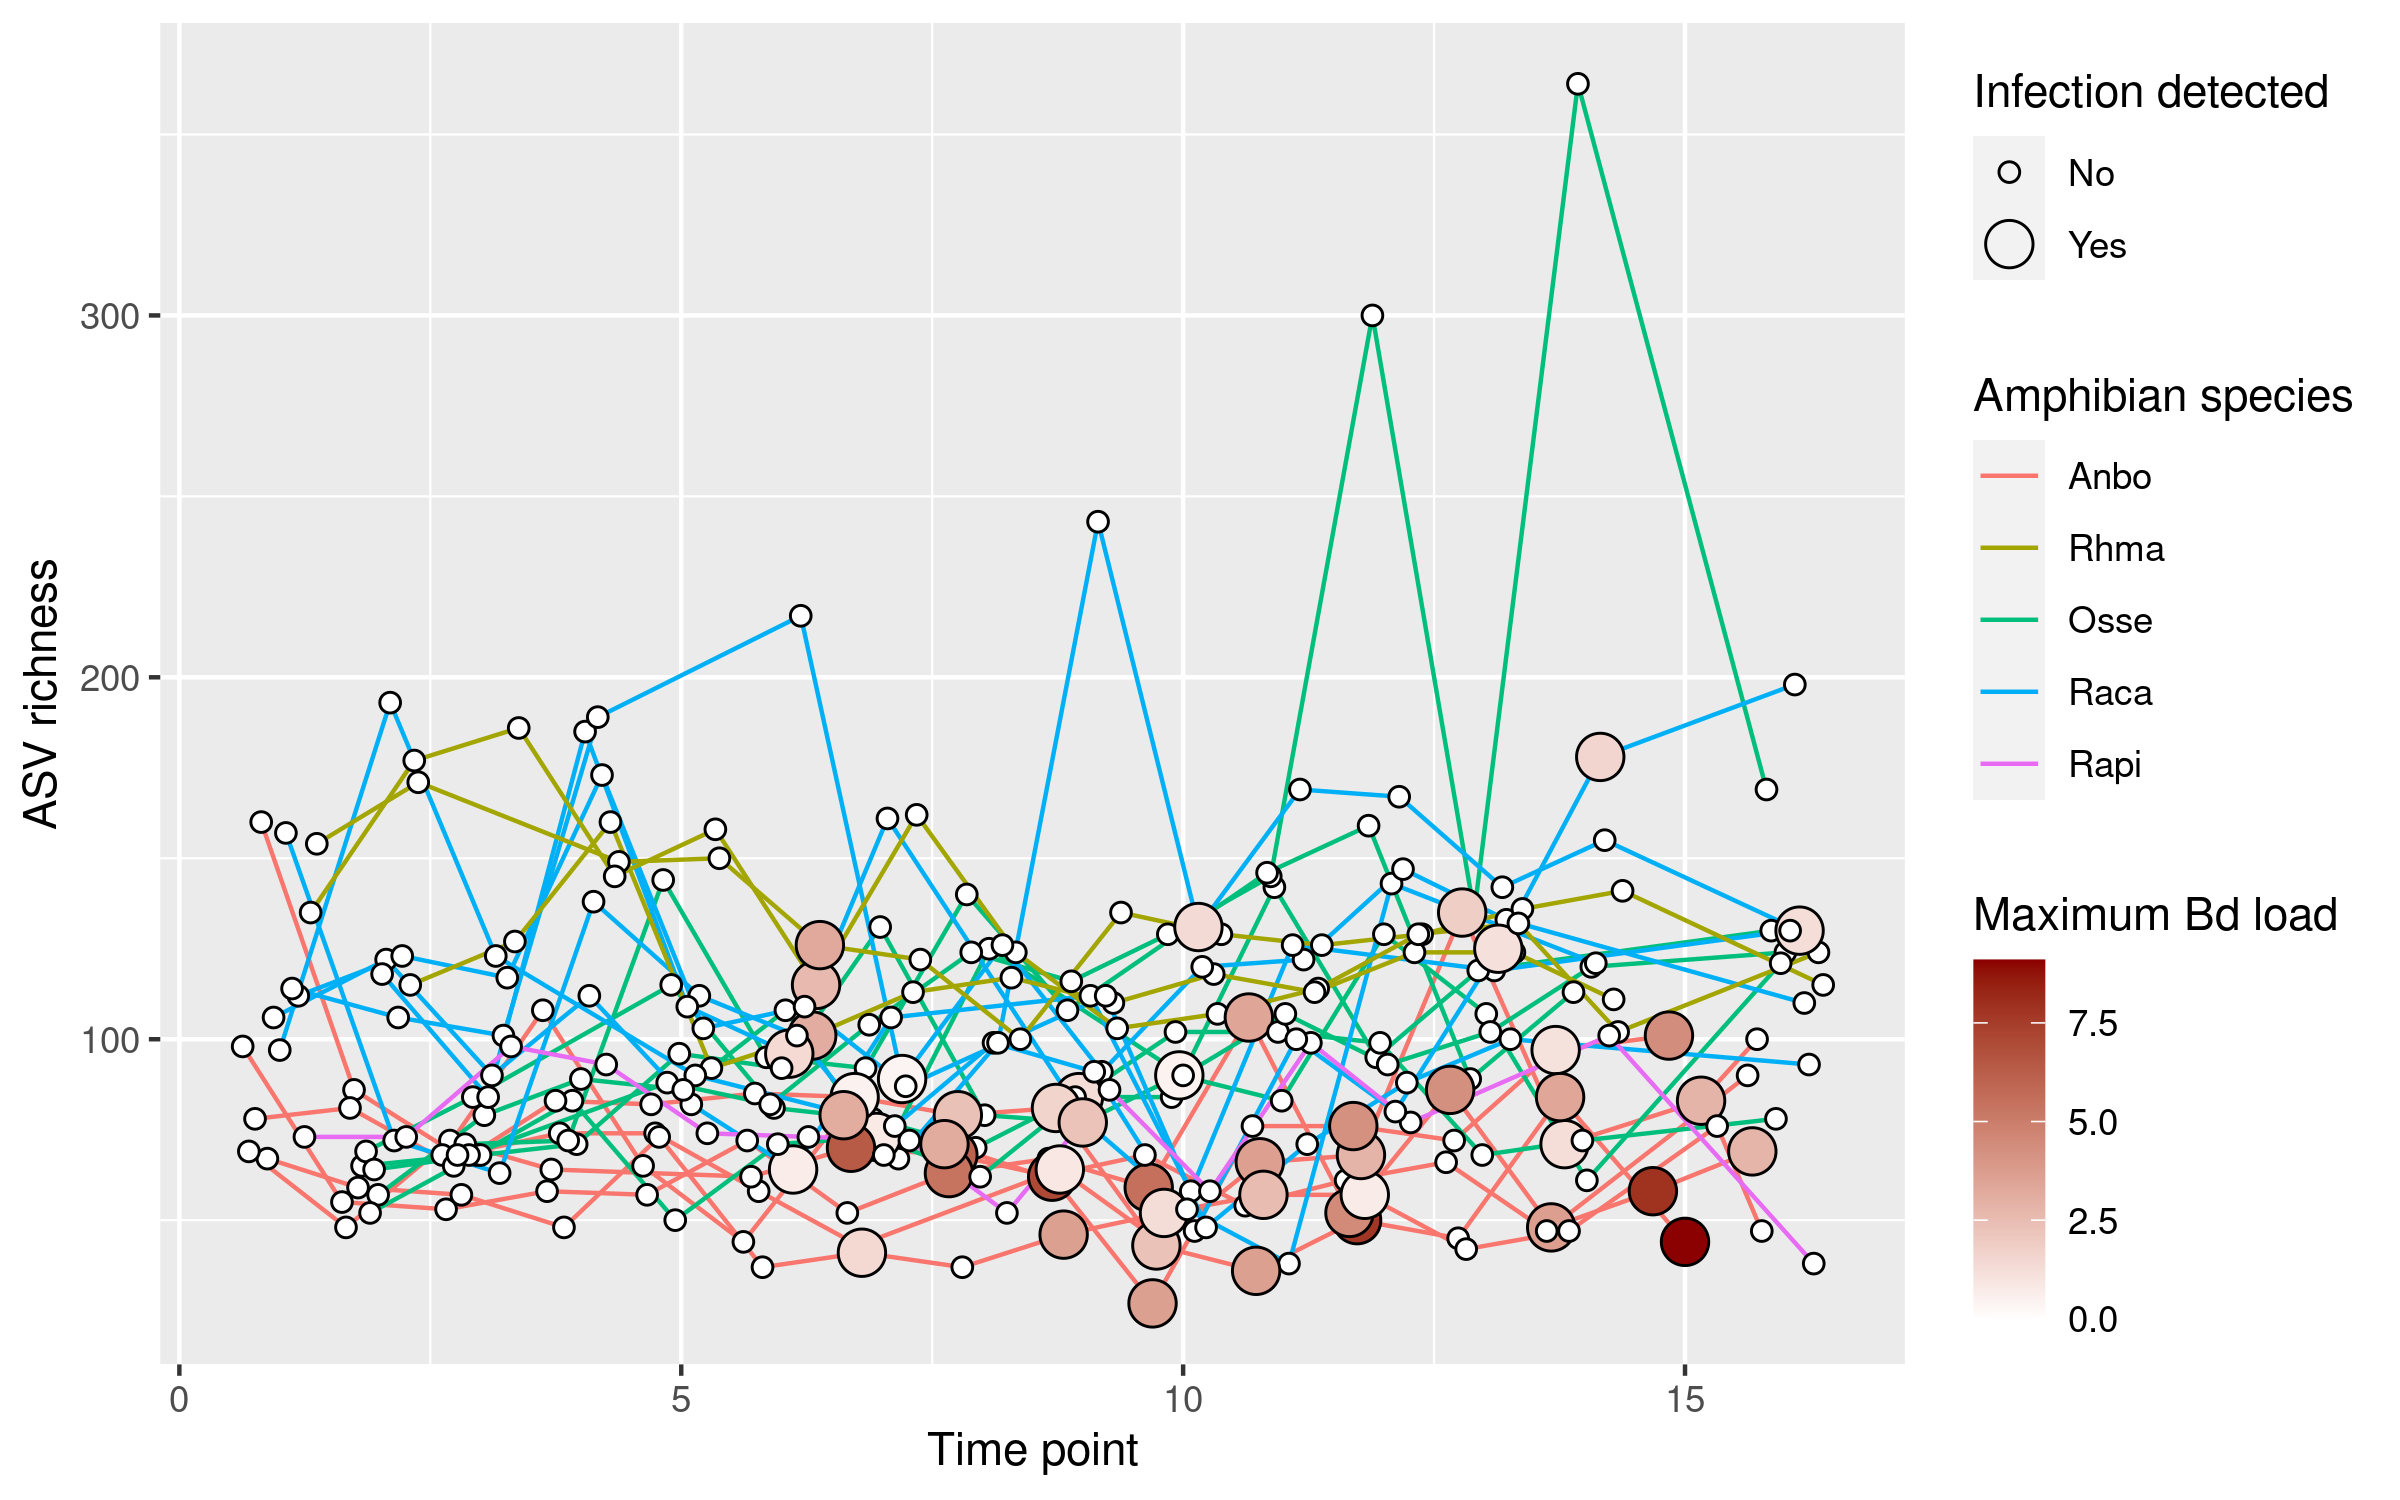 ASV richness
300
200
100
0
5
10
15
Time point
Infection detected
No
Yes
Amphibian species
Anbo
Rhma
Osse
Raca
Rapi
Maximum Bd load
7.5
5.0
2.5
0.0